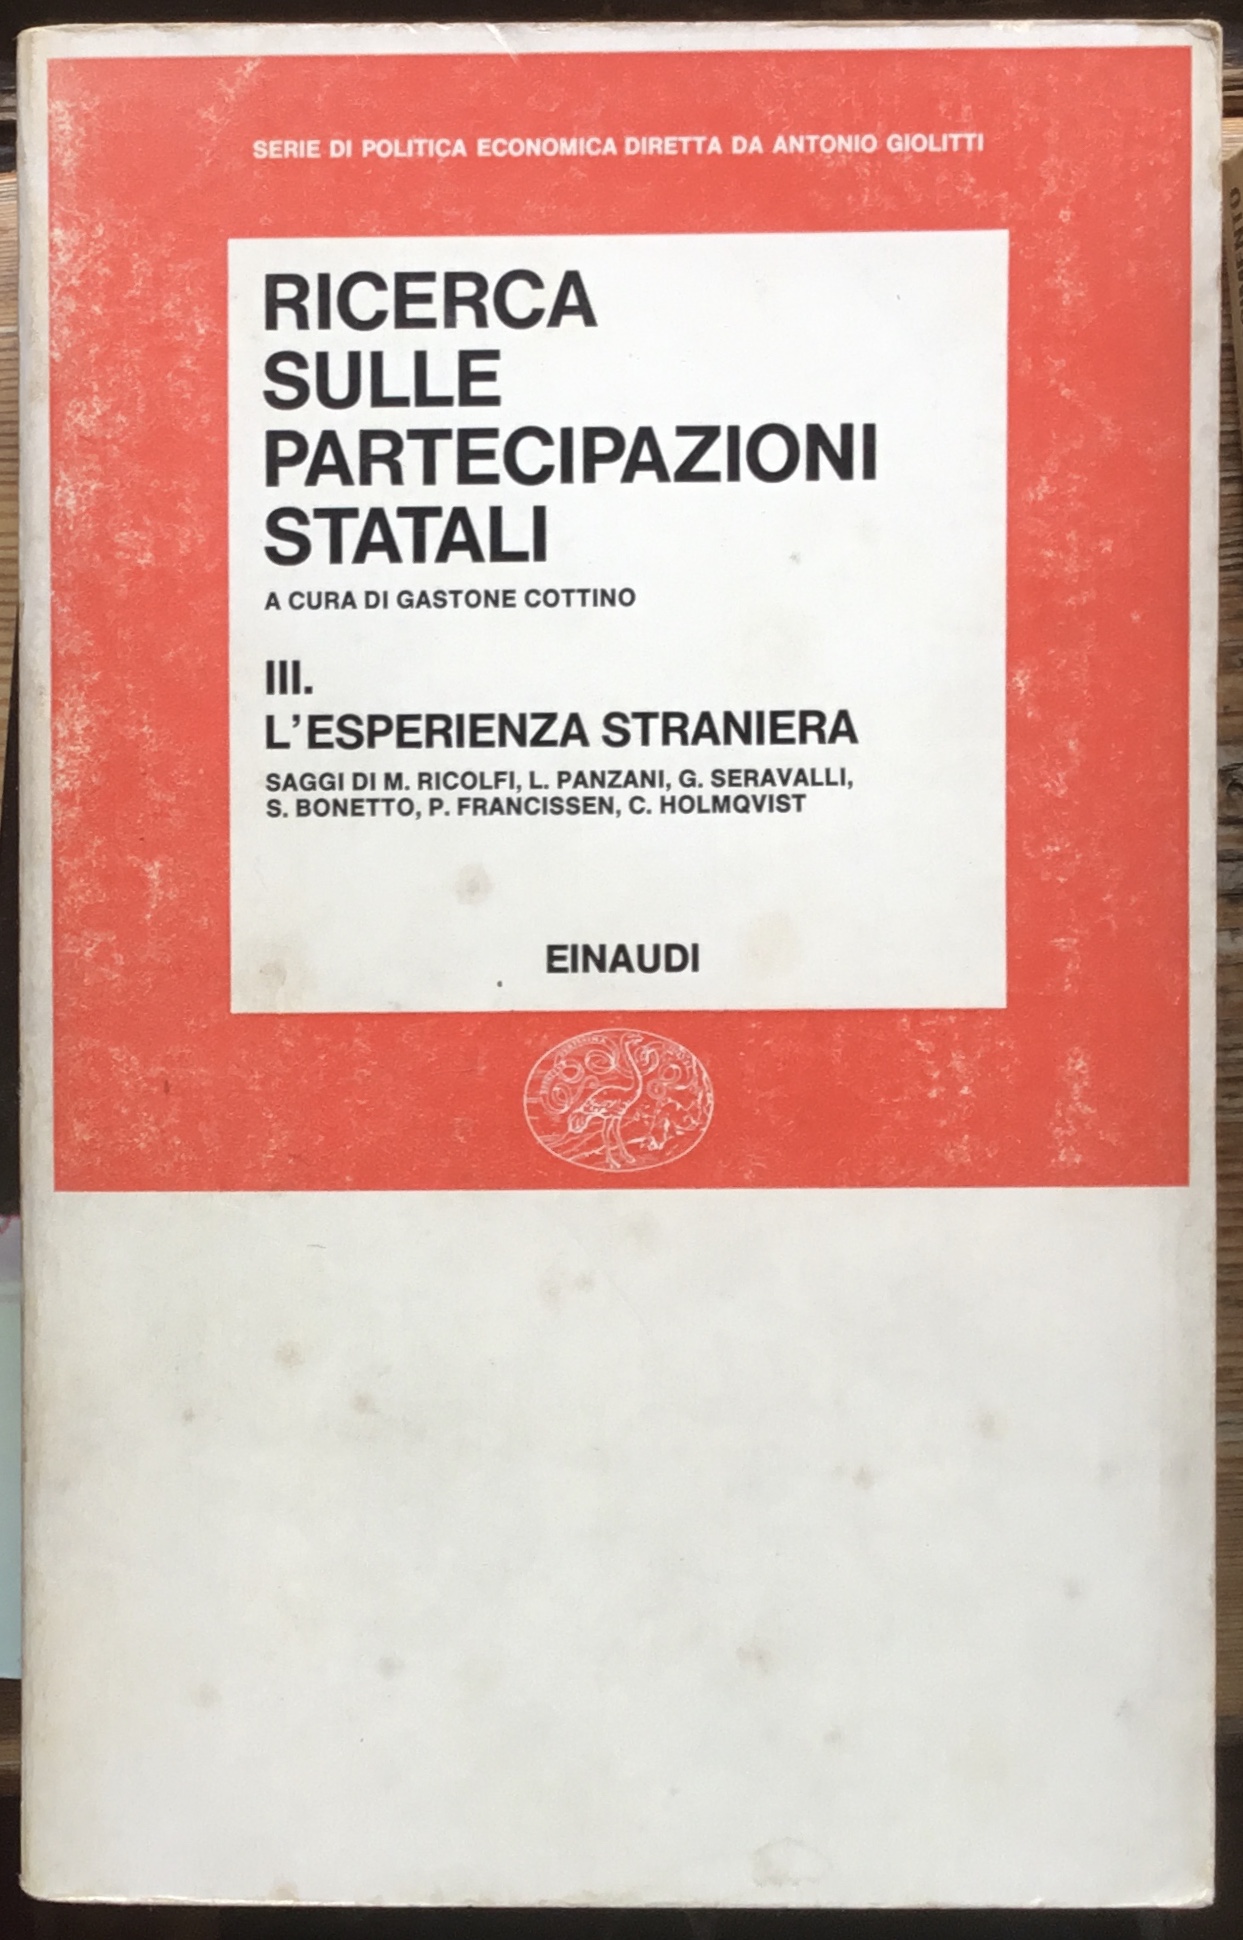 SERIE DI POLITICA ECONOMICA DIRETTA DA ANTONIO GIOLITTI
RICERCA
SULLE
PARTECIPAZIONI
STATALI
A CURA DI GASTONE COTTINO
III.
L'ESPERIENZA STRANIERA
SAGGI DI M. RICOLFI, L. PANZANI, G. SERAVALLI,
S. BONETTO, P. FRANCISSEN, C. HOLMQVIST
EINAUDI